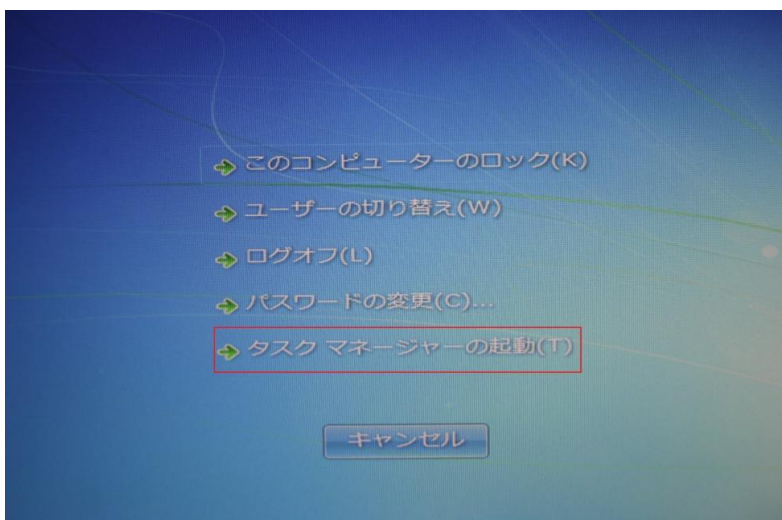 このコンピューターのロック(K)
ユーザーの切り替え(W)
ログオフ(L)
パスワードの変更(C)...
タスク マネージャーの起動(T)
キャンセル